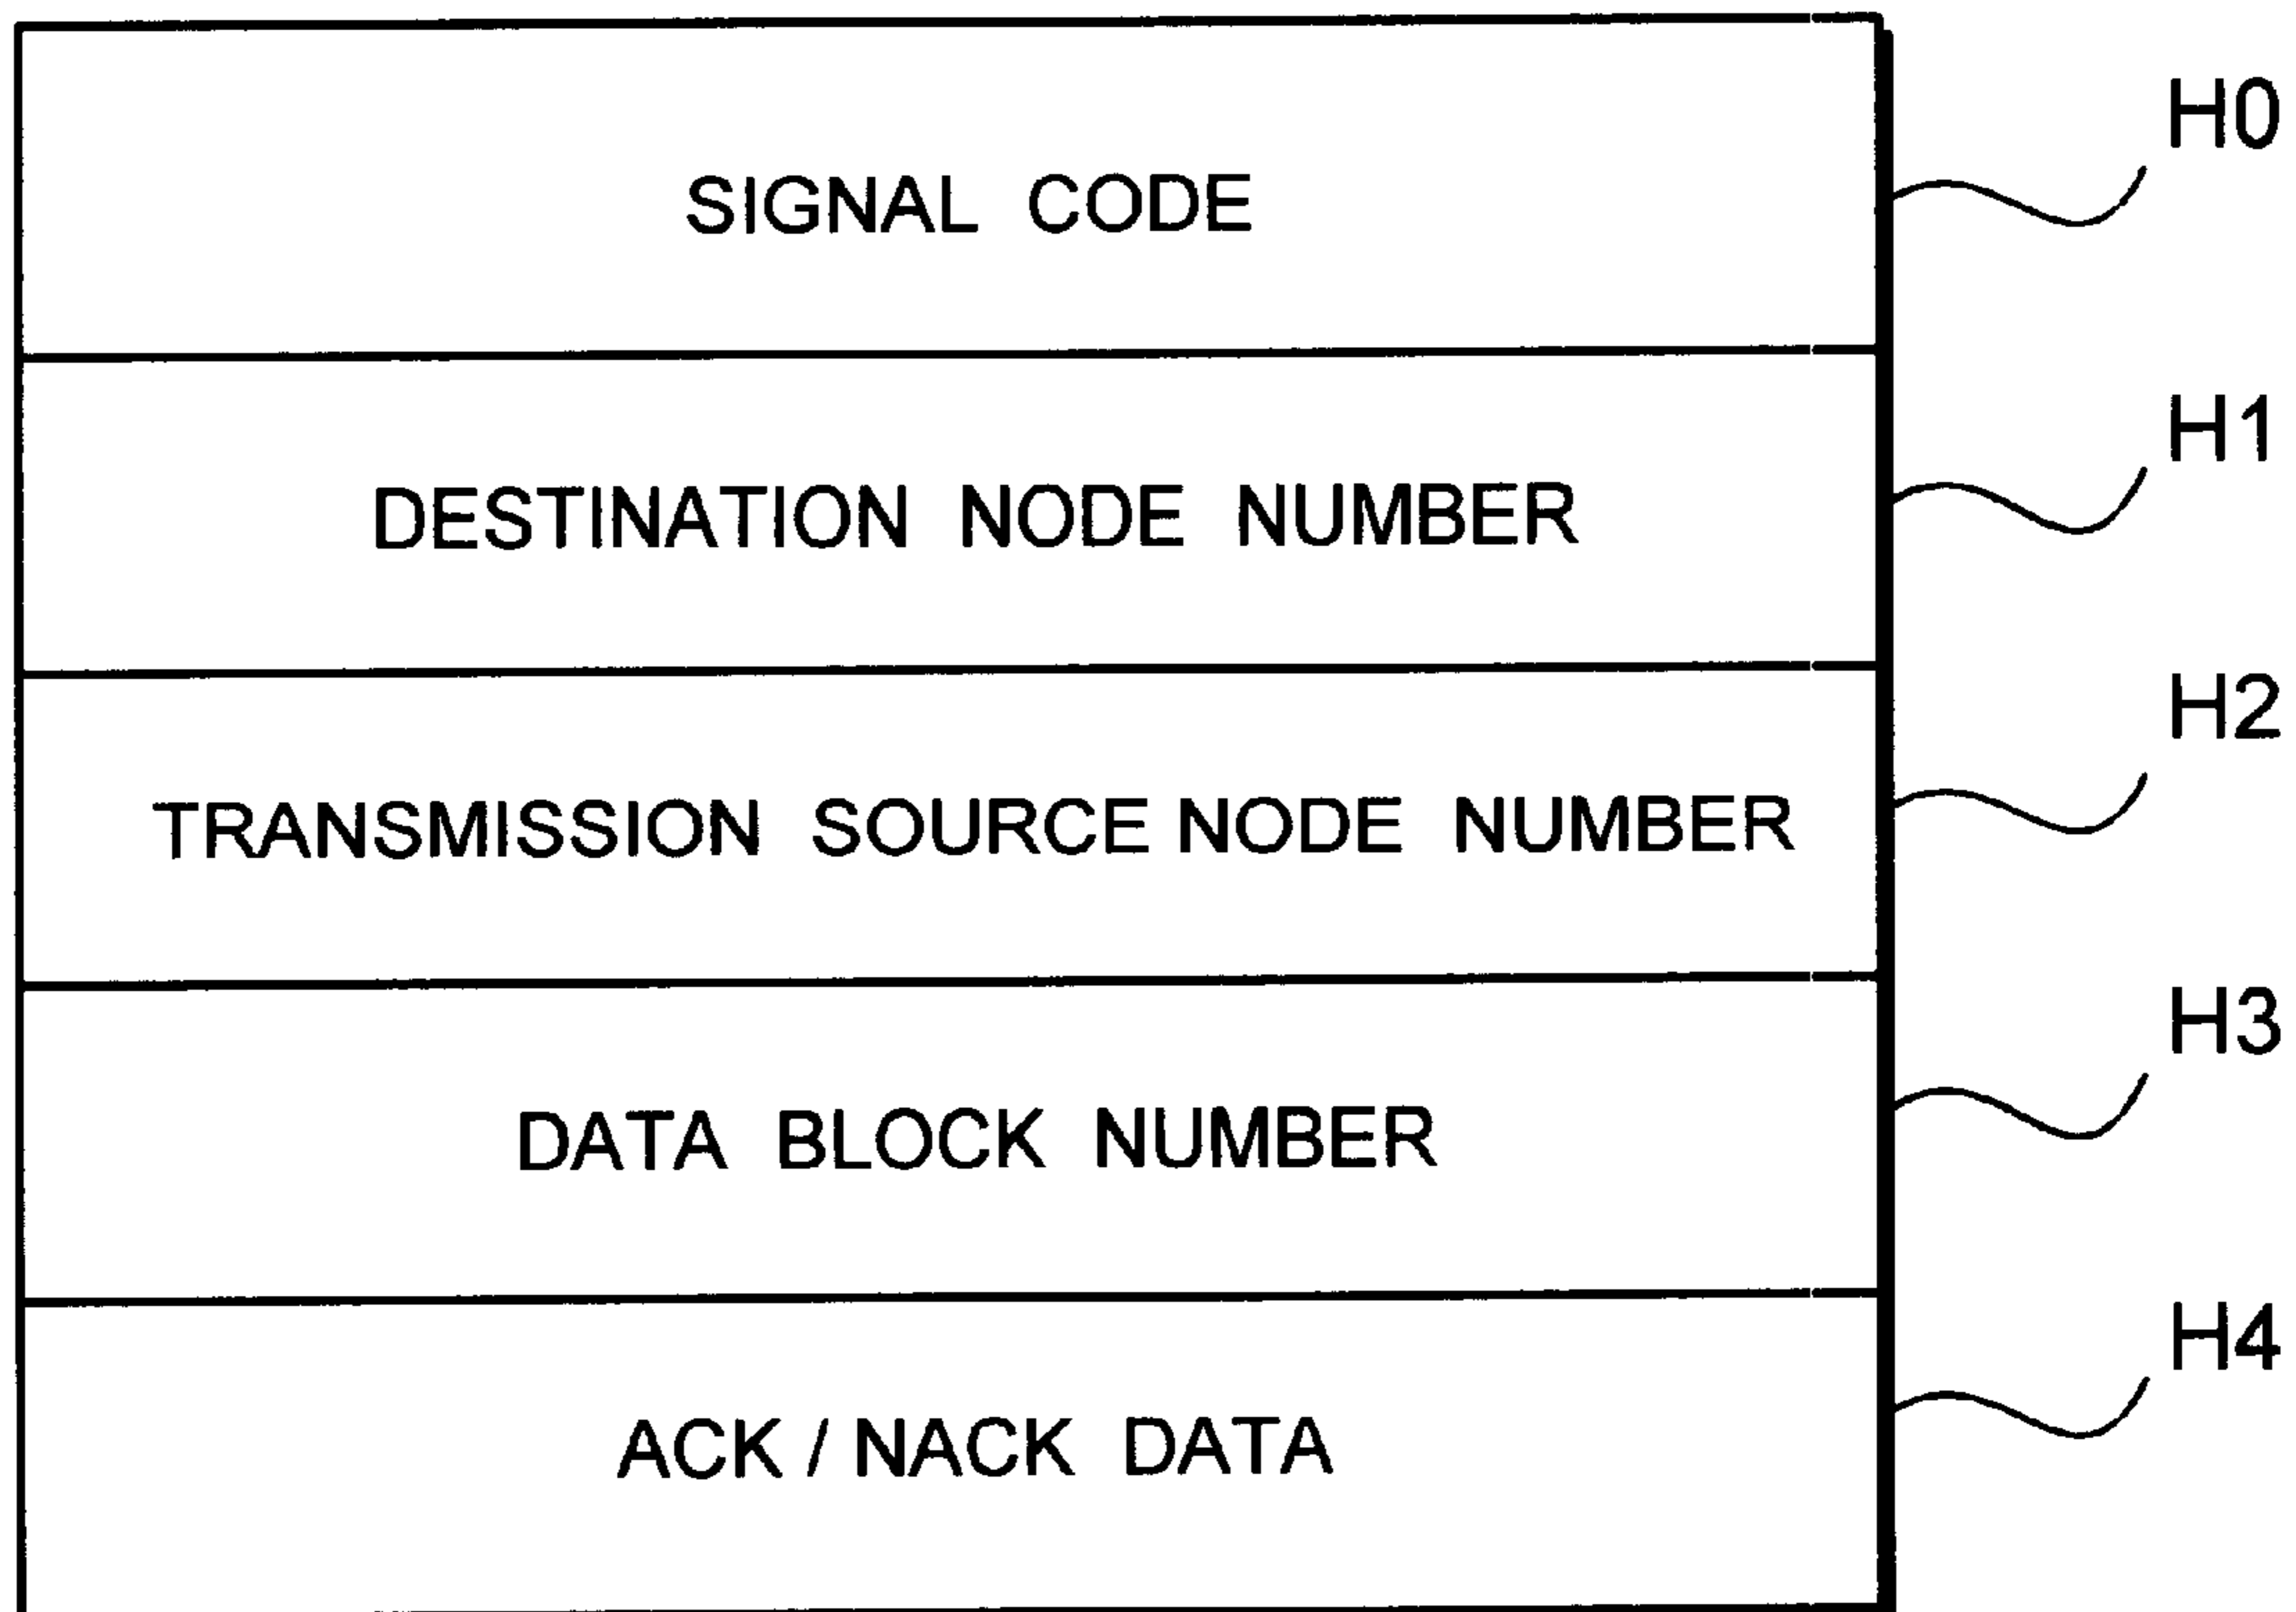 H0
SIGNAL CODE
H1
DESTINATION NODE NUMBER
H2
TRANSMISSION SOURCE NODE NUMBER
H3
DATA BLOCK NUMBER
H4
ACK / NACK DATA